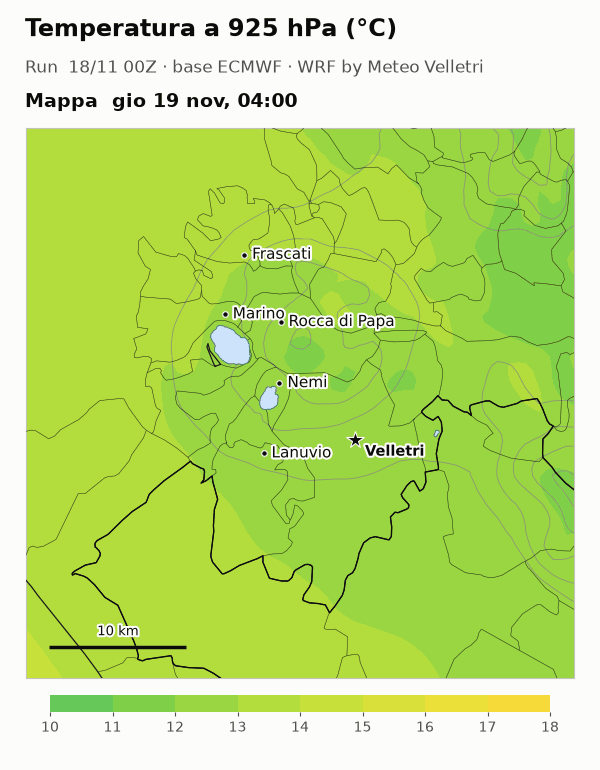 Temperatura a 925 hPa (°C)
Run  18/11 00Z · base ECMWF · WRF by Meteo Velletri
Mappa  gio 19 nov, 04:00
Frascati
Marino
Rocca di Papa
Nemi
Velletri
Lanuvio
10 km
10 11 12 13 14 15 16 17 18